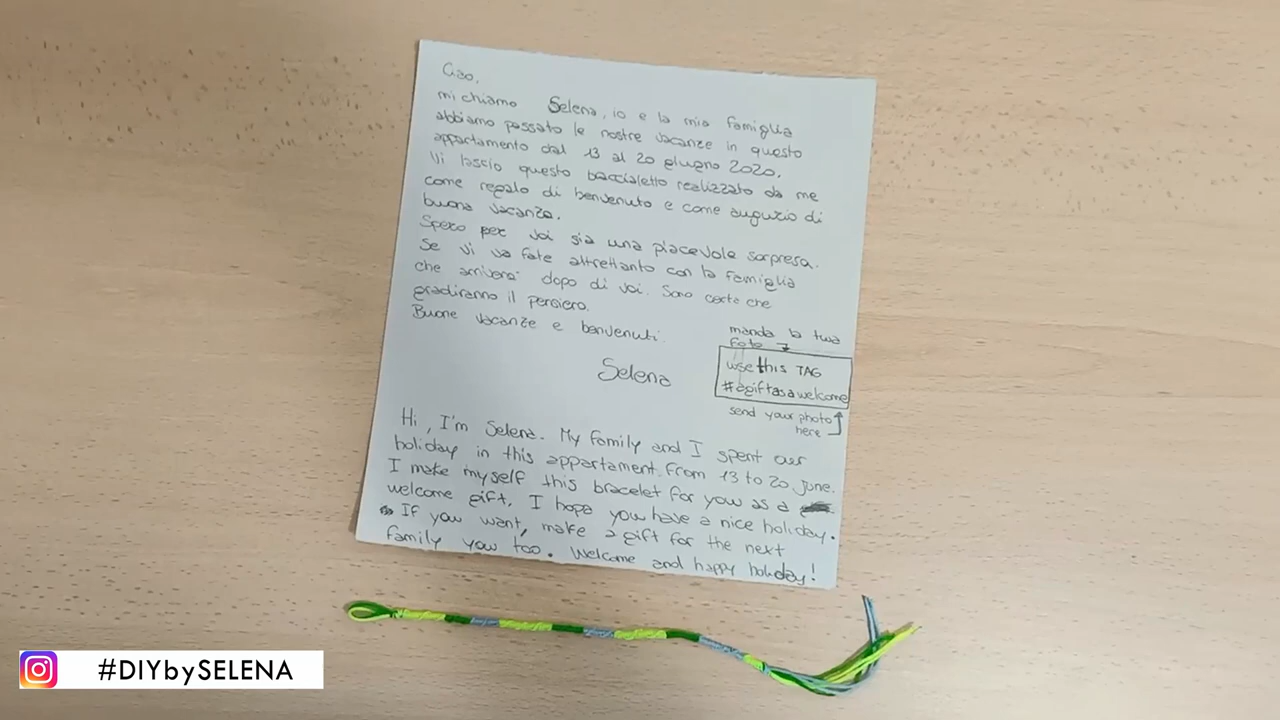 Ciao,
mi chiamo Selena, io e la mia famiglia
abbiamo passato le nostre vacanze in questo
appartamento dal 13 al 20 giugno 2020.
Vi lascio questo braccialetto realizzato da me
come regalo di benvenuto e come augurio di
buona vacanza.
Spero per voi sia una piacevole sorpresa.
Se vi va fate altrettanto con la famiglia
che arriverà dopo di voi. Sono certa che
gradiranno il pensiero.
Buone vacanze e benvenuti.
Selena
manda la tua
foto
use this TAG
#agiftasawelcome
send your photo
here
Hi, I'm Selena. My family and I spent our
holiday in this appartament from 13 to 20 June.
I make myself this bracelet for you as a
welcome gift. I hope you have a nice holiday.
If you want, make a gift for the next
family you too. Welcome and happy holiday!
#DIYbySELENA